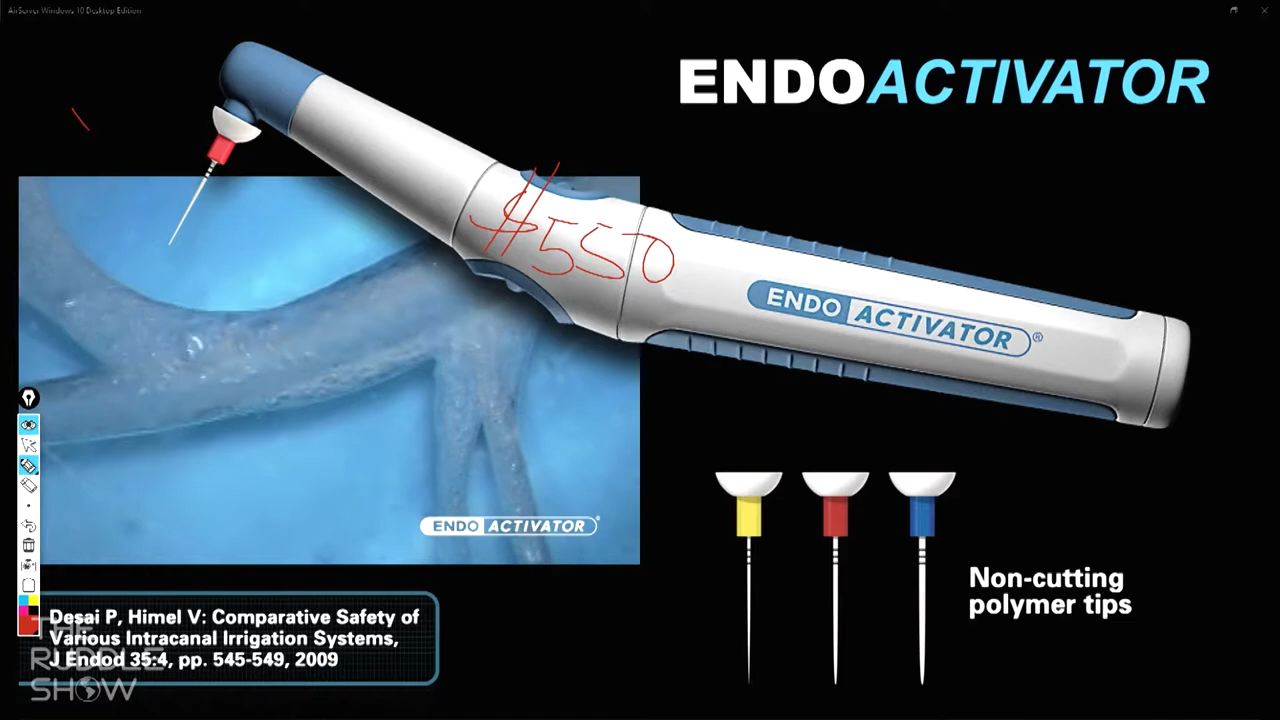 AirServer Windows 10 Desktop Edition
ENDOACTIVATOR
$550
ENDO ACTIVATOR ®
ENDO ACTIVATOR ®
Non-cutting
polymer tips
Desai P, Himel V: Comparative Safety of
Various Intracanal Irrigation Systems,
J Endod 35:4, pp. 545-549, 2009
THE
RUDDLE
SHOW